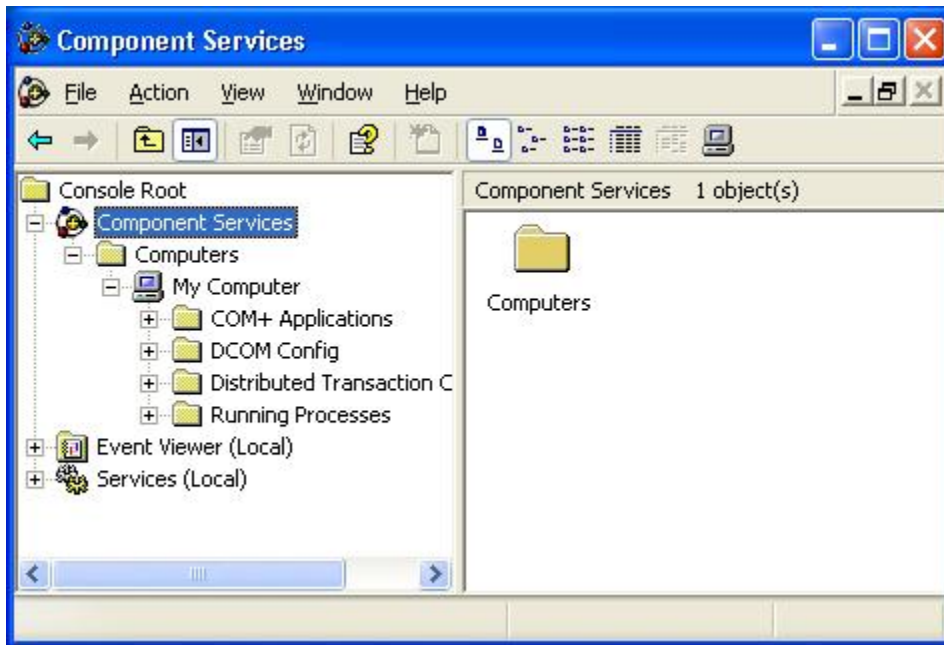 Component Services
File Action View Window Help
Console Root
Component Services
Computers
My Computer
COM+ Applications
DCOM Config
Distributed Transaction C
Running Processes
Event Viewer (Local)
Services (Local)
Component Services 1 object(s)
Computers